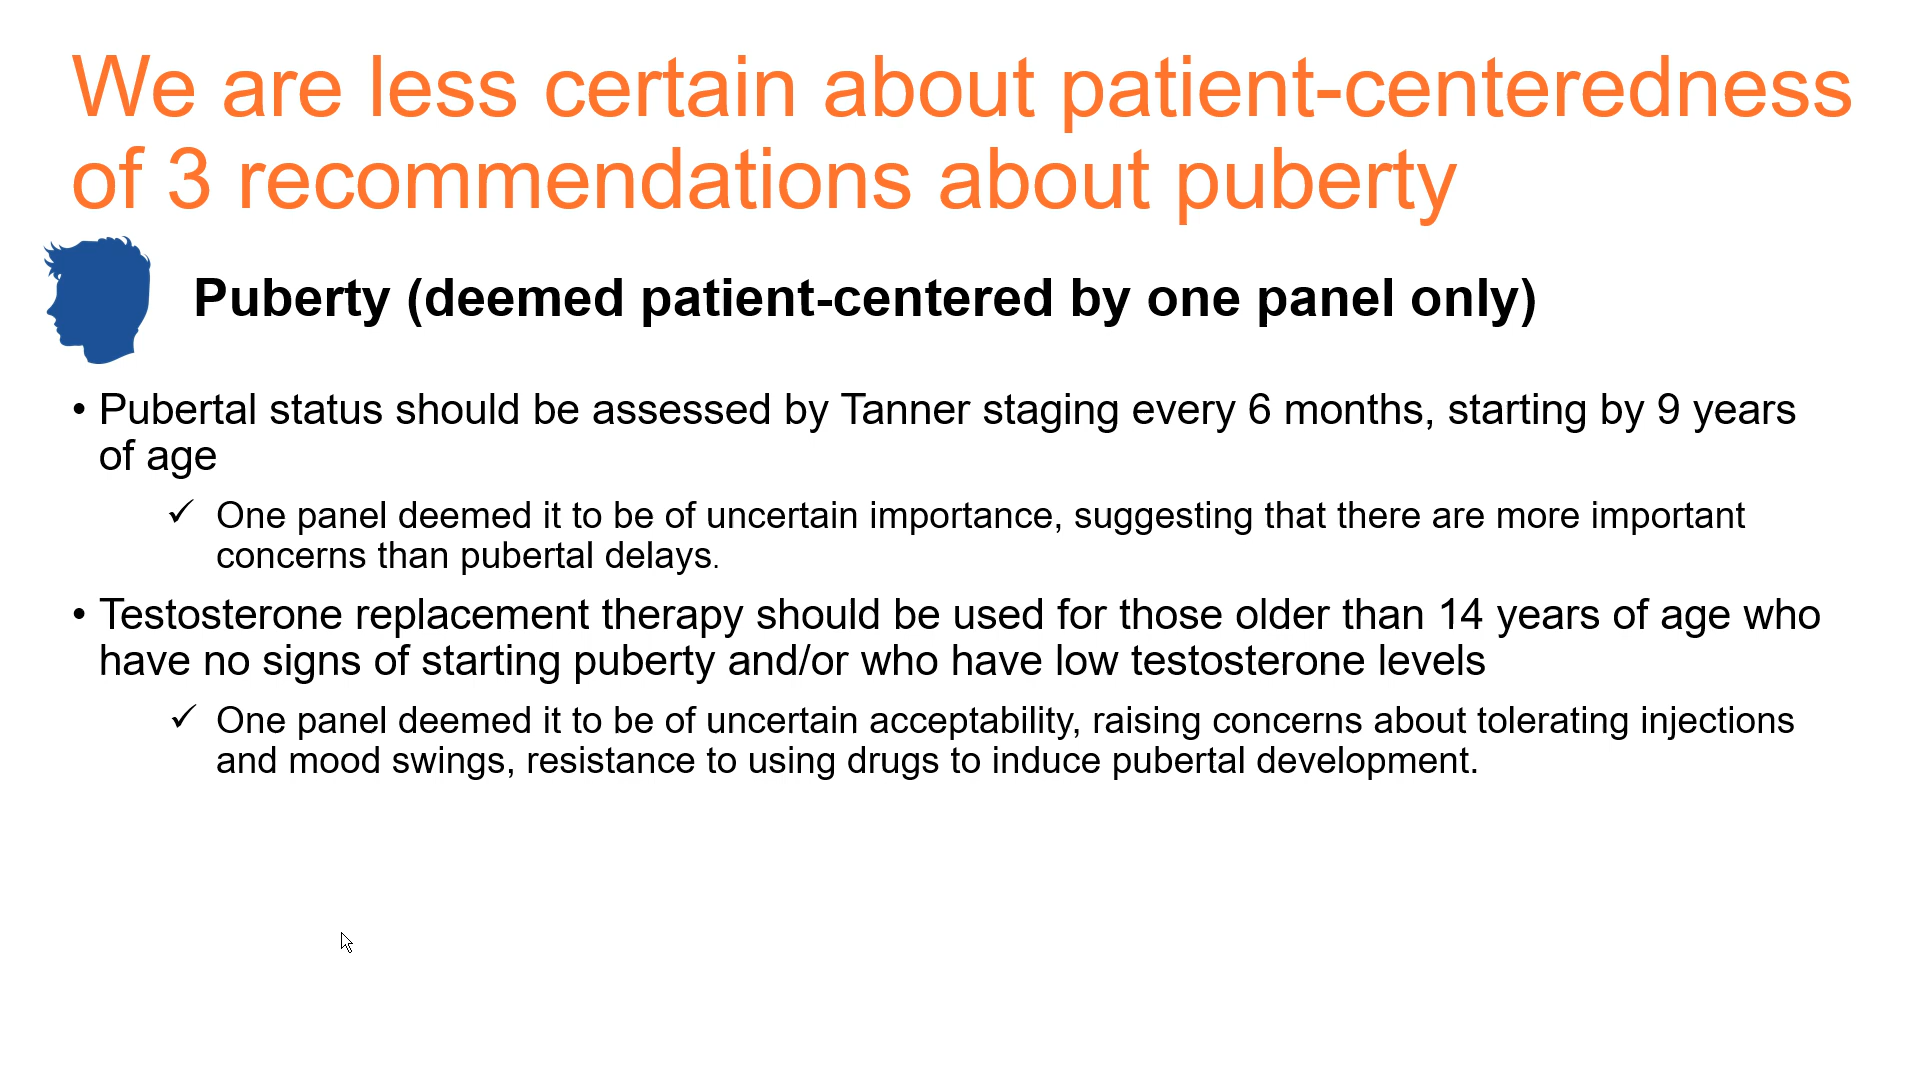 We are less certain about patient-centeredness
of 3 recommendations about puberty
Puberty (deemed patient-centered by one panel only)
• Pubertal status should be assessed by Tanner staging every 6 months, starting by 9 years
of age
✓ One panel deemed it to be of uncertain importance, suggesting that there are more important
concerns than pubertal delays.
• Testosterone replacement therapy should be used for those older than 14 years of age who
have no signs of starting puberty and/or who have low testosterone levels
✓ One panel deemed it to be of uncertain acceptability, raising concerns about tolerating injections
and mood swings, resistance to using drugs to induce pubertal development.